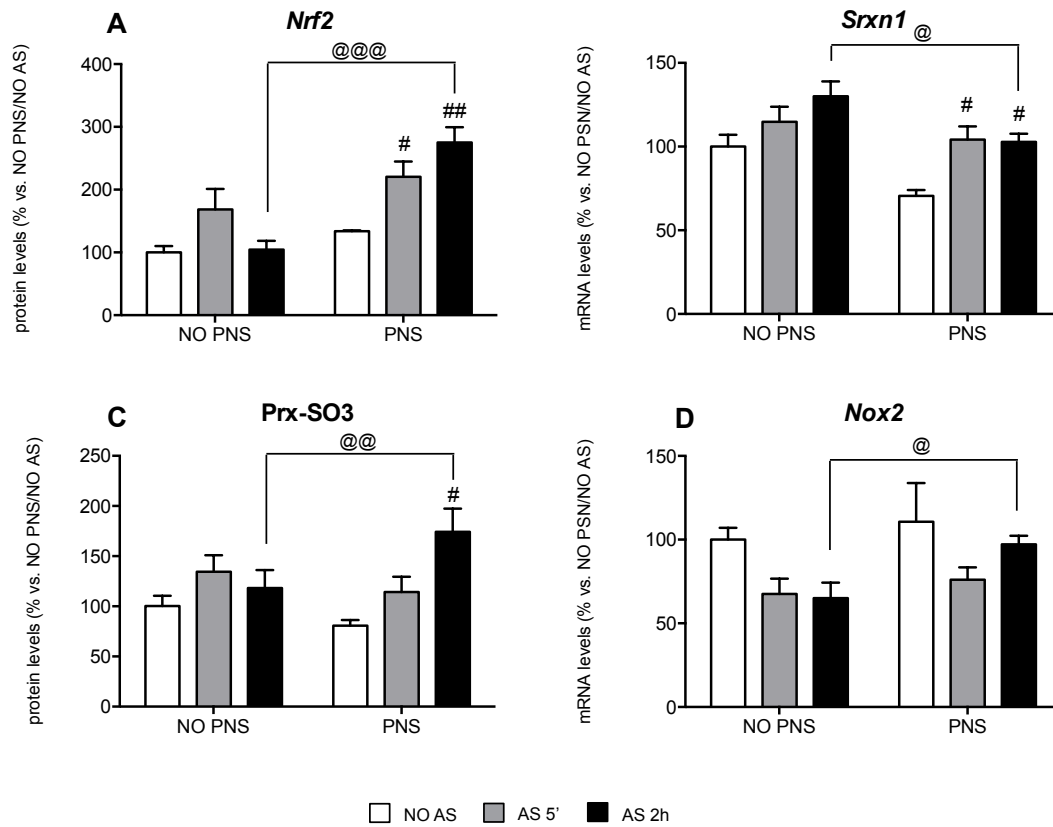 A
Nrf2
@@@
protein levels (% vs. NO PNS/NO AS)
400
300
200
100
0
#
##
NO PNS
PNS
Srxn1
@
mRNA levels (% vs. NO PSN/NO AS)
150
100
50
0
#
#
NO PNS
PNS
C
Prx-SO3
@@
protein levels (% vs. NO PNS/NO AS)
250
200
150
100
50
0
#
NO PNS
PNS
D
Nox2
@
mRNA levels (% vs. NO PSN/NO AS)
150
100
50
0
NO PNS
PNS
NO AS
AS 5'
AS 2h